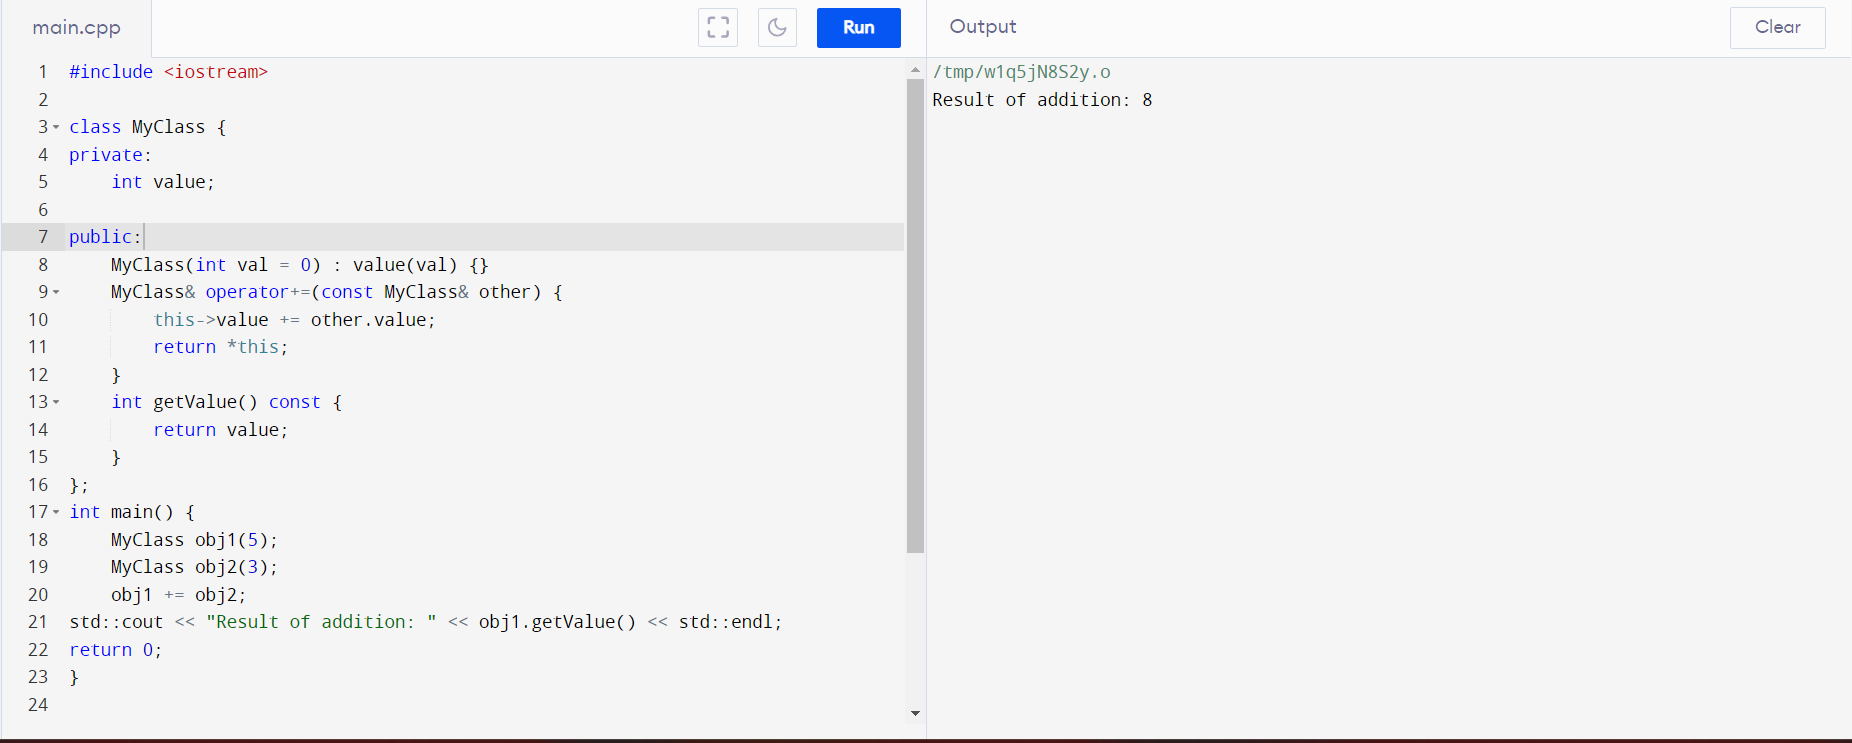 main.cpp
Run
Output
Clear
1 #include <iostream>
2
3 class MyClass {
4 private:
5     int value;
6
7 public:
8     MyClass(int val = 0) : value(val) {}
9     MyClass& operator+=(const MyClass& other) {
10         this->value += other.value;
11         return *this;
12     }
13     int getValue() const {
14         return value;
15     }
16 };
17 int main() {
18     MyClass obj1(5);
19     MyClass obj2(3);
20     obj1 += obj2;
21 std::cout << "Result of addition: " << obj1.getValue() << std::endl;
22 return 0;
23 }
24
/tmp/w1q5jN8S2y.o
Result of addition: 8